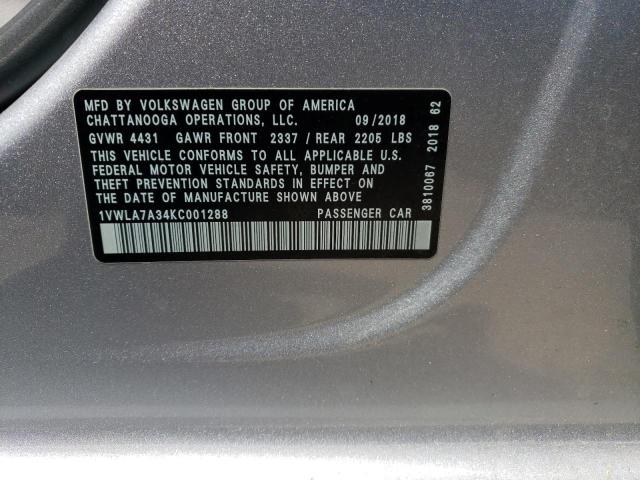 MFD BY VOLKSWAGEN GROUP OF AMERICA
CHATTANOOGA OPERATIONS, LLC. 09/2018
GVWR 4431 GAWR FRONT 2337 / REAR 2205 LBS
THIS VEHICLE CONFORMS TO ALL APPLICABLE U.S.
FEDERAL MOTOR VEHICLE SAFETY, BUMPER AND
THEFT PREVENTION STANDARDS IN EFFECT ON
THE DATE OF MANUFACTURE SHOWN ABOVE
1VWLA7A34KC001288 PASSENGER CAR
3810067 2018 62